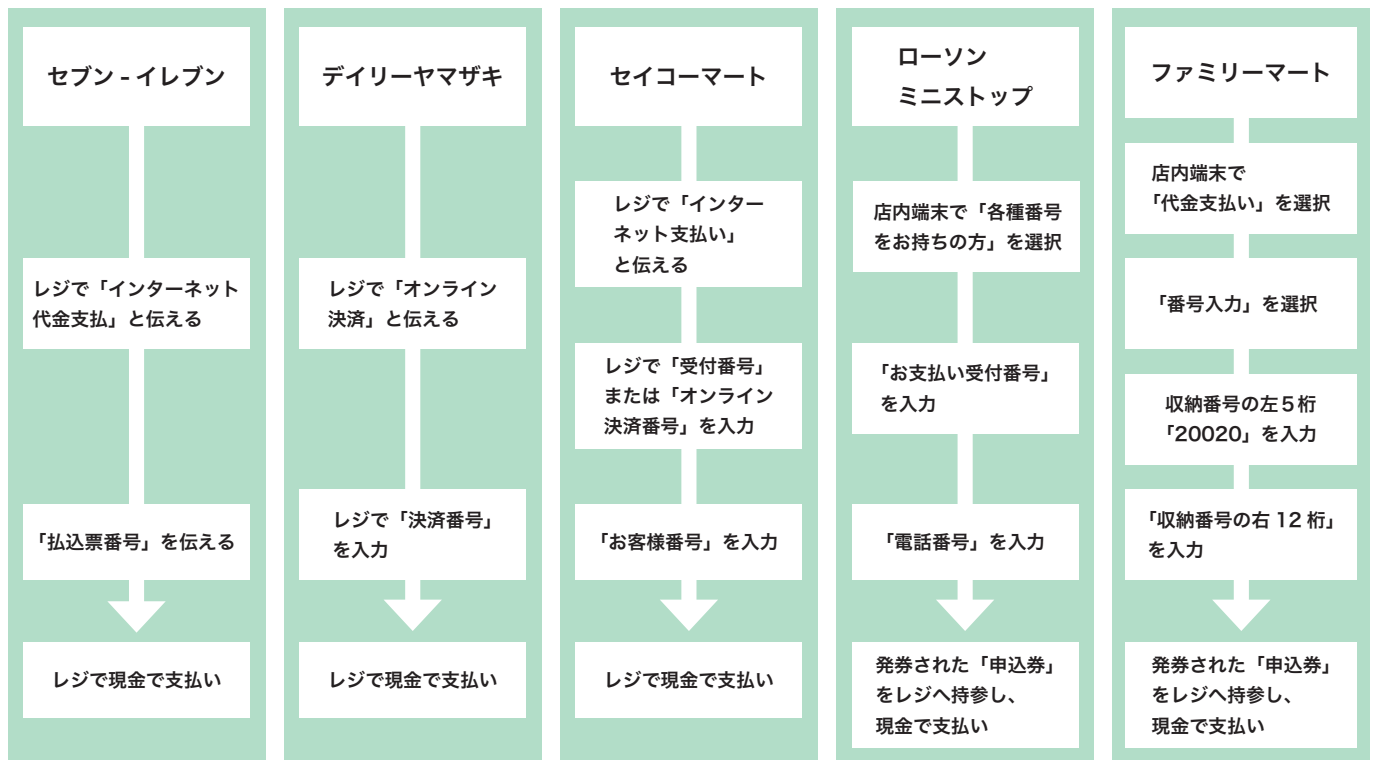 セブン - イレブン
レジで「インターネット
代金支払」と伝える
「払込票番号」を伝える
レジで現金で支払い
デイリーヤマザキ
レジで「オンライン
決済」と伝える
レジで「決済番号」
を入力
レジで現金で支払い
セイコーマート
レジで「インター
ネット支払い」
と伝える
レジで「受付番号」
または「オンライン
決済番号」を入力
「お客様番号」を入力
レジで現金で支払い
ローソン
ミニストップ
店内端末で「各種番号
をお持ちの方」を選択
「お支払い受付番号」
を入力
「電話番号」を入力
発券された「申込券」
をレジへ持参し、
現金で支払い
ファミリーマート
店内端末で
「代金支払い」を選択
「番号入力」を選択
収納番号の左5桁
「20020」を入力
「収納番号の右 12 桁」
を入力
発券された「申込券」
をレジへ持参し、
現金で支払い